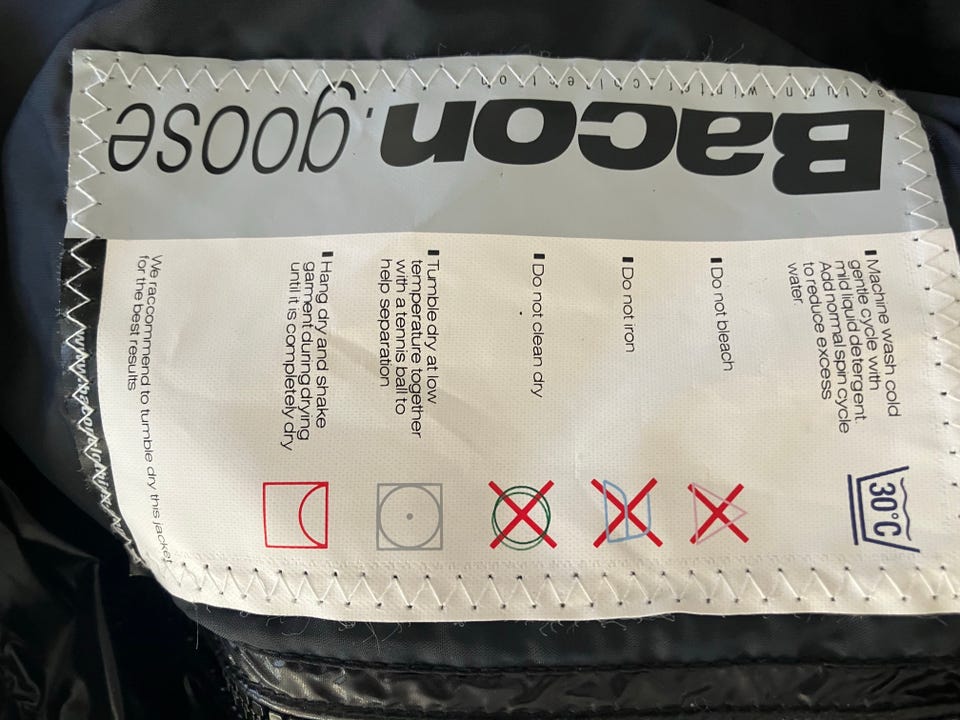 Bacon.goose
Machine wash cold
gentle cycle with
mild liquid detergent.
Add normal spin cycle
to reduce excess
water
30°C
Do not bleach
Do not iron
Do not clean dry
Tumble dry at low
temperature together
with a tennis ball to
help separation
Hang dry and shake
garment during drying
until it is completely dry
We raccommend to tumble dry this jacket
for the best results